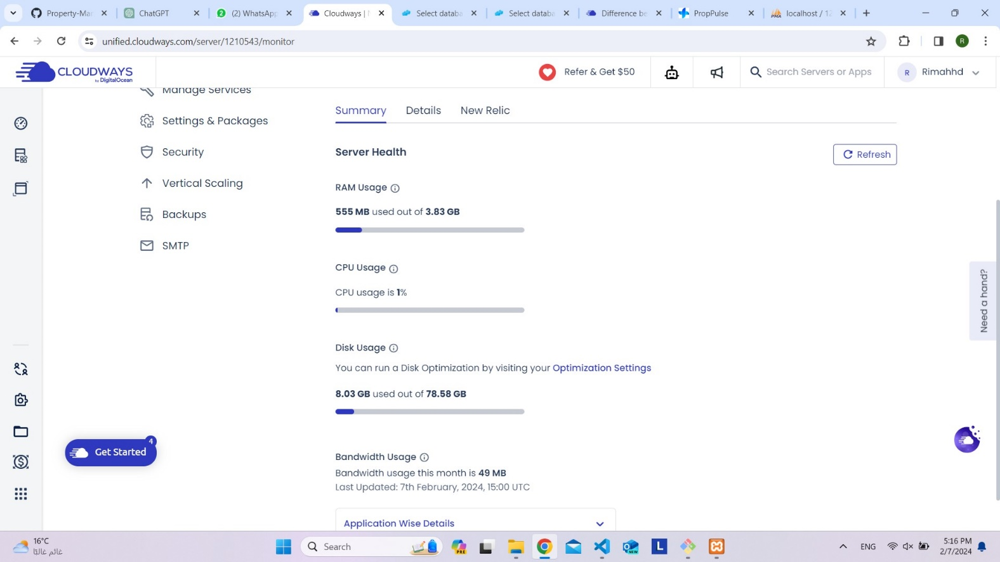 Property-Mar
ChatGPT
(2) WhatsApp
Cloudways |
Select databa
Select databa
Difference be
PropPulse
localhost / 12
unified.cloudways.com/server/1210543/monitor
R
CLOUDWAYS
by DigitalOcean
Refer & Get $50
Search Servers or Apps
R
Rimahhd
Manage Services
Settings & Packages
Security
Vertical Scaling
Backups
SMTP
Summary Details New Relic
Server Health
Refresh
RAM Usage
555 MB used out of 3.83 GB
CPU Usage
CPU usage is 1%
Disk Usage
You can run a Disk Optimization by visiting your Optimization Settings
8.03 GB used out of 78.58 GB
Bandwidth Usage
Bandwidth usage this month is 49 MB
Last Updated: 7th February, 2024, 15:00 UTC
Application Wise Details
Need a hand?
4
Get Started
16°C
غائم غالبًا
Search
PRE
NEW
L
ENG
5:16 PM
2/7/2024